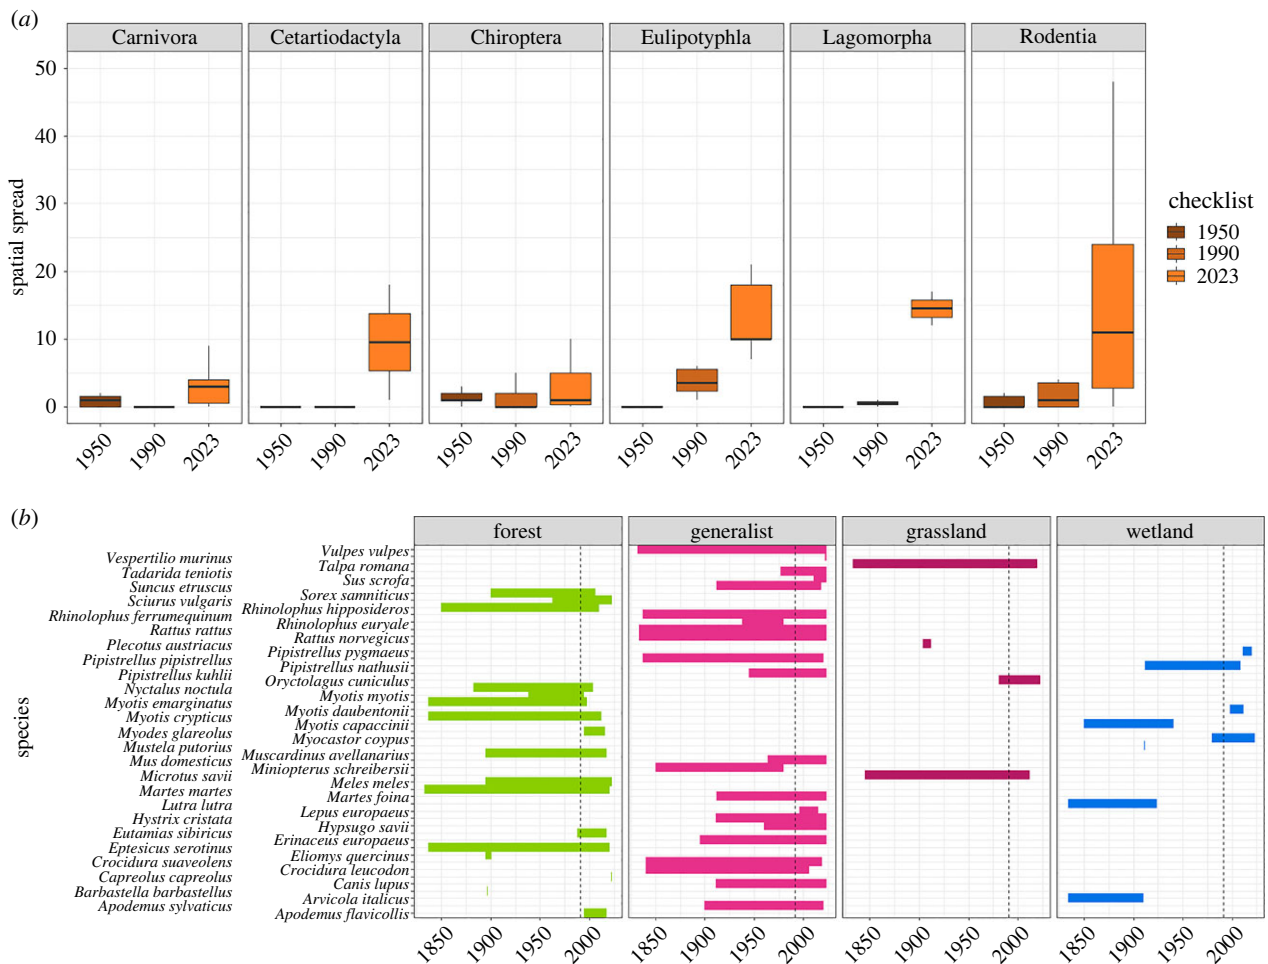 (a)
Carnivora Cetartiodactyla Chiroptera Eulipotyphla Lagomorpha Rodentia
50
40
30
20
10
0
spatial spread
1950 1990 2023 1950 1990 2023 1950 1990 2023 1950 1990 2023 1950 1990 2023 1950 1990 2023
checklist
1950
1990
2023
(b)
forest generalist grassland wetland
species
Vulpes vulpes
Vespertilio murinus
Talpa romana
Tadarida teniotis
Sus scrofa
Suncus etruscus
Sorex samniticus
Sciurus vulgaris
Rhinolophus hipposideros
Rhinolophus ferrumequinum
Rhinolophus euryale
Rattus rattus
Rattus norvegicus
Plecotus austriacus
Pipistrellus pygmaeus
Pipistrellus pipistrellus
Pipistrellus nathusii
Pipistrellus kuhlii
Oryctolagus cuniculus
Nyctalus noctula
Myotis myotis
Myotis emarginatus
Myotis daubentonii
Myotis crypticus
Myotis capaccinii
Myodes glareolus
Myocastor coypus
Mustela putorius
Muscardinus avellanarius
Mus domesticus
Miniopterus schreibersii
Microtus savii
Meles meles
Martes martes
Martes foina
Lutra lutra
Lepus europaeus
Hystrix cristata
Hypsugo savii
Eutamias sibiricus
Erinaceus europaeus
Eptesicus serotinus
Eliomys quercinus
Crocidura suaveolens
Crocidura leucodon
Capreolus capreolus
Canis lupus
Barbastella barbastellus
Arvicola italicus
Apodemus sylvaticus
Apodemus flavicollis
1850 1900 1950 2000 1850 1900 1950 2000 1850 1900 1950 2000 1850 1900 1950 2000